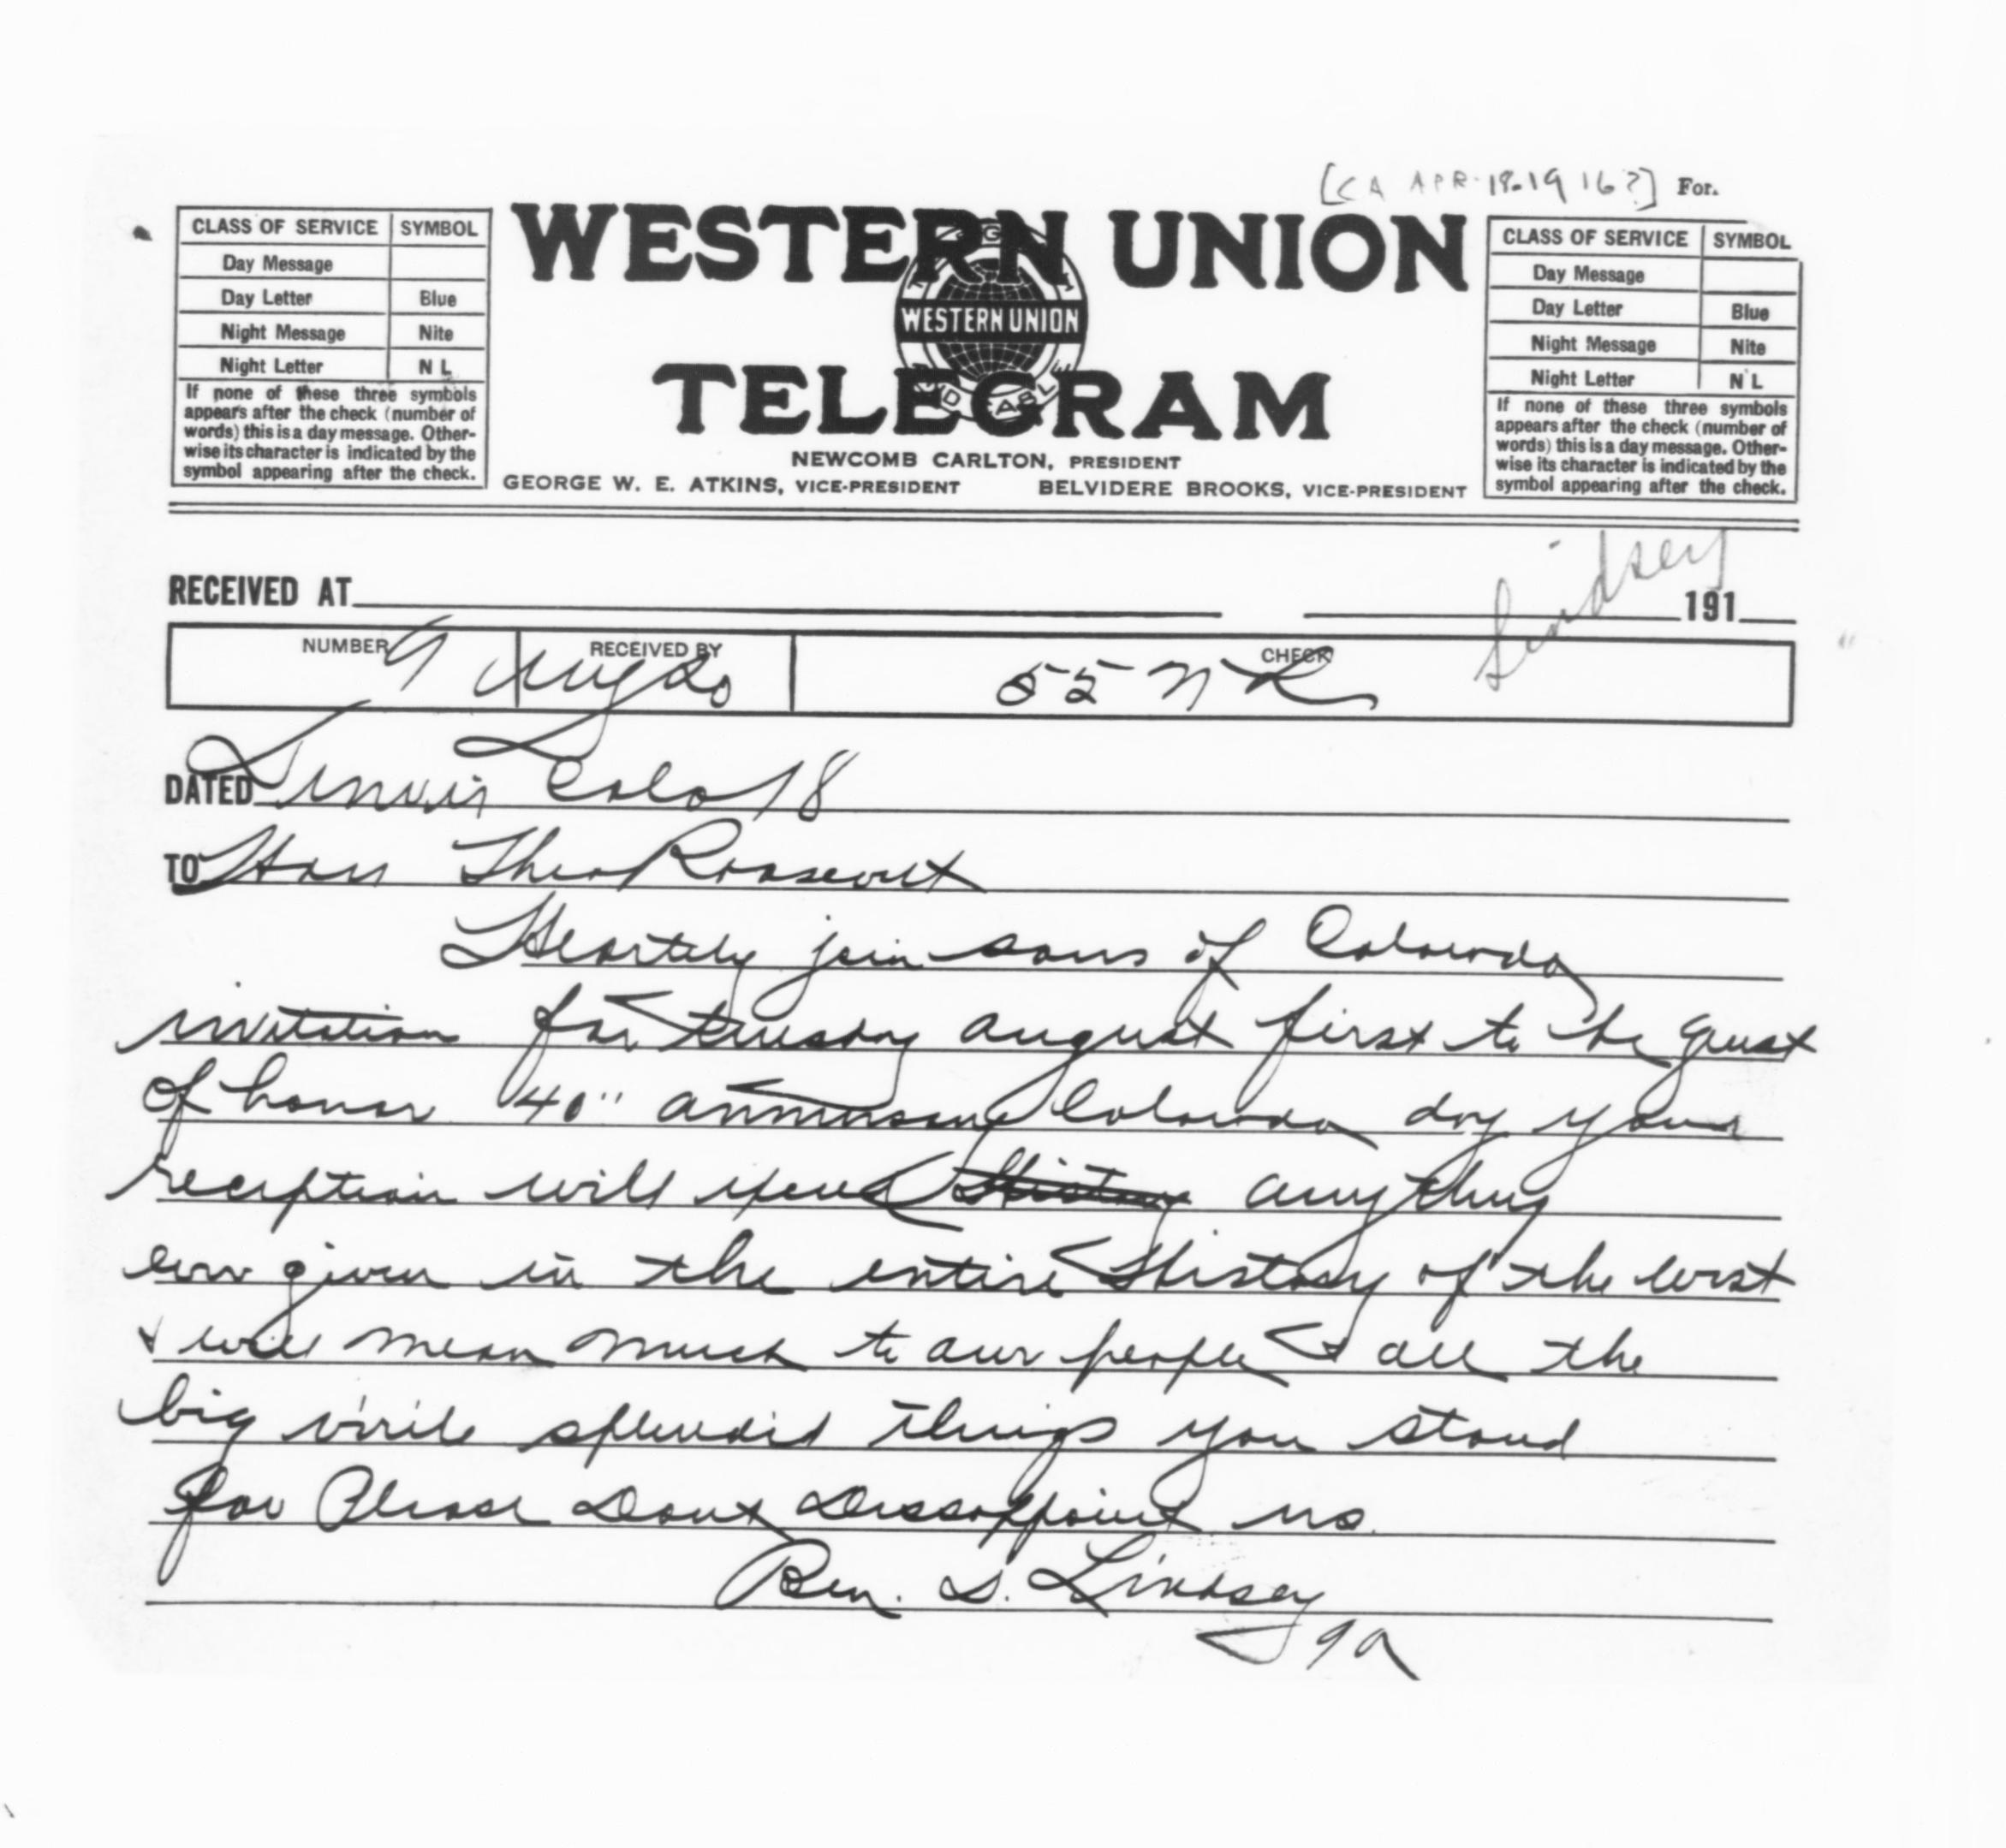 [CA APR. 18.1916?] For.
CLASS OF SERVICE SYMBOL
Day Message
Day Letter Blue
Night Message Nite
Night Letter N L
If none of these three symbols
appears after the check (number of
words) this is a day message. Other-
wise its character is indicated by the
symbol appearing after the check.
WESTERN UNION
WESTERN UNION
TELEGRAM
NEWCOMB CARLTON, PRESIDENT
GEORGE W. E. ATKINS, VICE-PRESIDENT BELVIDERE BROOKS, VICE-PRESIDENT
CLASS OF SERVICE SYMBOL
Day Message
Day Letter Blue
Night Message Nite
Night Letter N L
If none of these three symbols
appears after the check (number of
words) this is a day message. Other-
wise its character is indicated by the
symbol appearing after the check.
Lindsey
RECEIVED AT 191
NUMBER RECEIVED BY CHECK
9 55
DATED Denver Colo 18
TO Hon Theo Roosevelt
Heartily join sons of Colorado
invitation for tuesday august first to be guest
of honor 40" anniversary Colorado day your
reception will anything
ever given in the entire History of the west
& will mean much to our people & all the
big virile splendid things you stand
for Please Dont Dissappoint us
Ben. S. Lindsey
9a